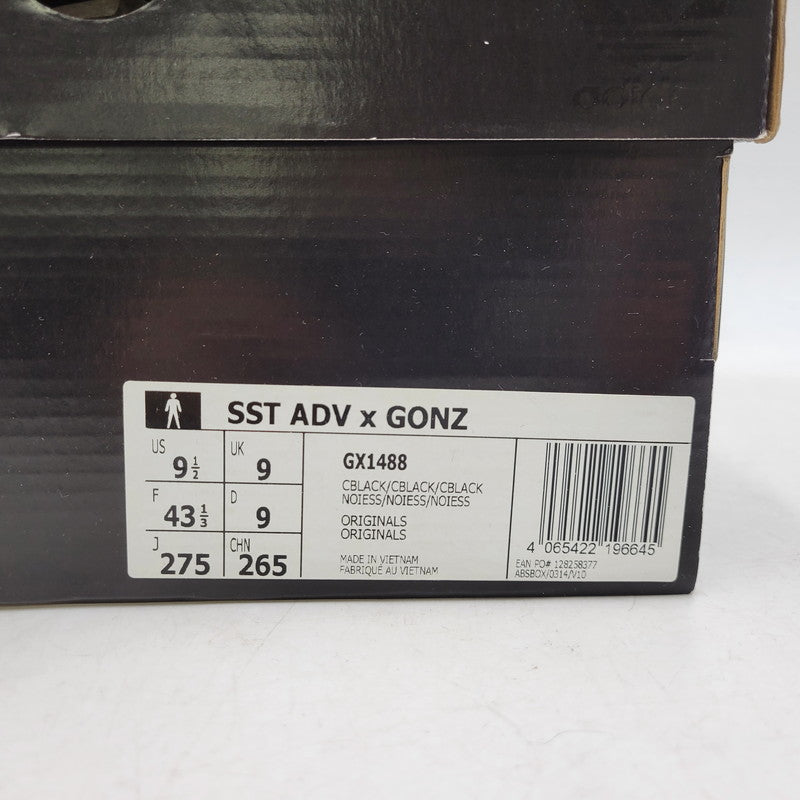 adidas
SST ADV x GONZ
US 9 1/2 UK 9
F 43 1/3 D 9
J 275 CHN 265
GX1488
CBLACK/CBLACK/CBLACK
NOIESS/NOIESS/NOIESS
ORIGINALS
ORIGINALS
MADE IN VIETNAM
FABRIQUÉ AU VIETNAM
4 065422 196645
EAN PO# 128258377
ABSBOX/0314/V10